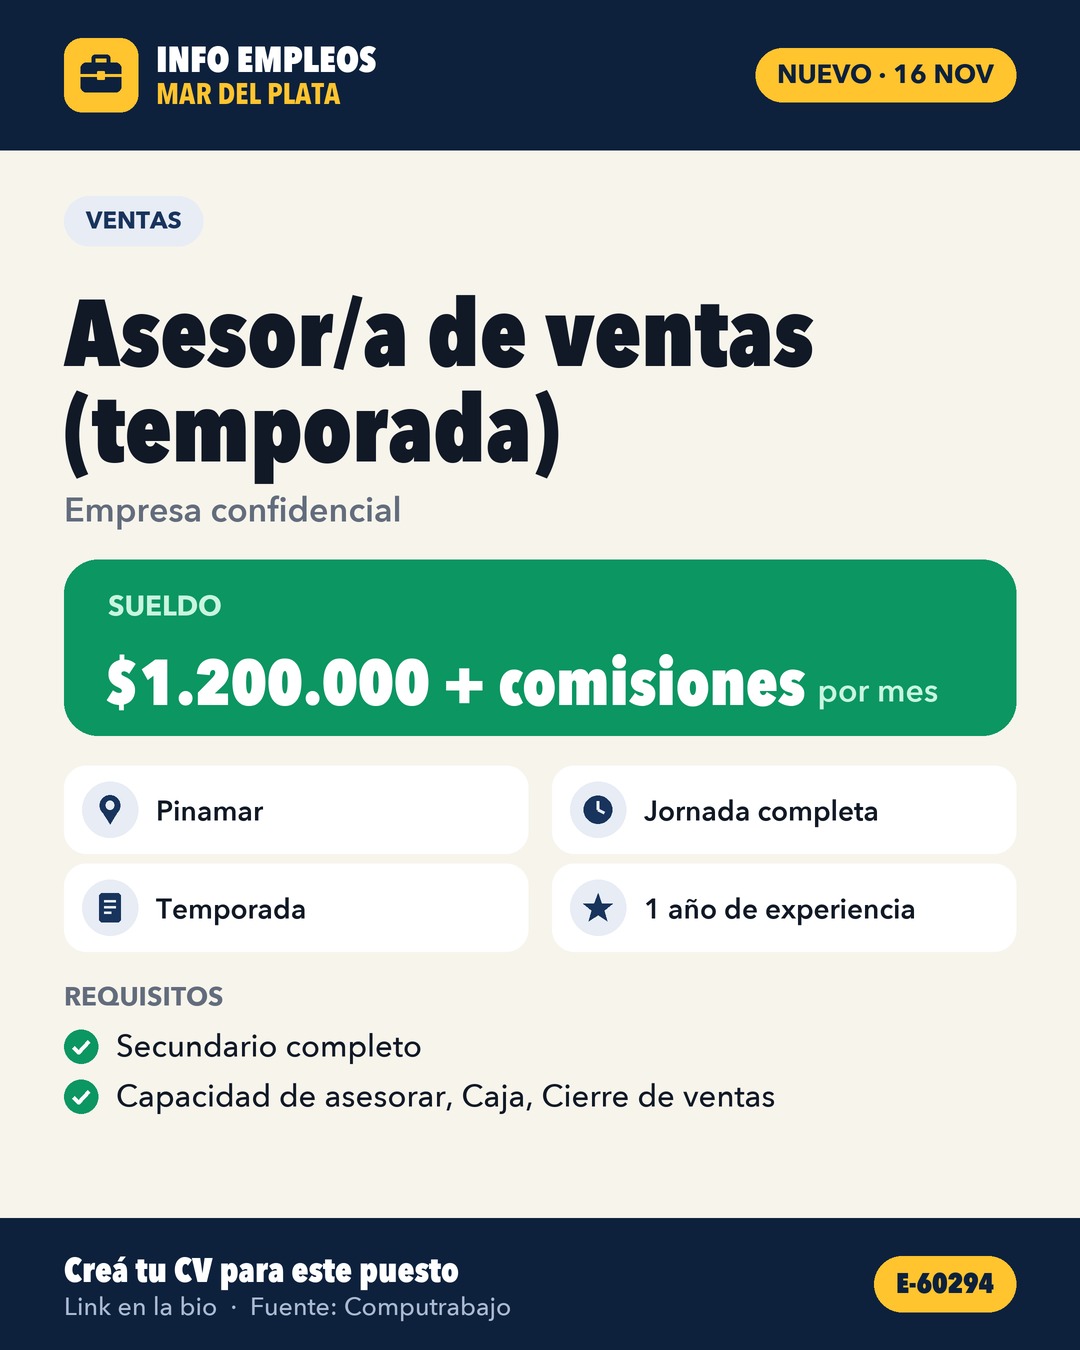 INFO EMPLEOS
MAR DEL PLATA
NUEVO · 16 NOV
VENTAS
Asesor/a de ventas
(temporada)
Empresa confidencial
SUELDO
$1.200.000 + comisiones por mes
Pinamar
Jornada completa
Temporada
1 año de experiencia
REQUISITOS
Secundario completo
Capacidad de asesorar, Caja, Cierre de ventas
Creá tu CV para este puesto
Link en la bio · Fuente: Computrabajo
E-60294